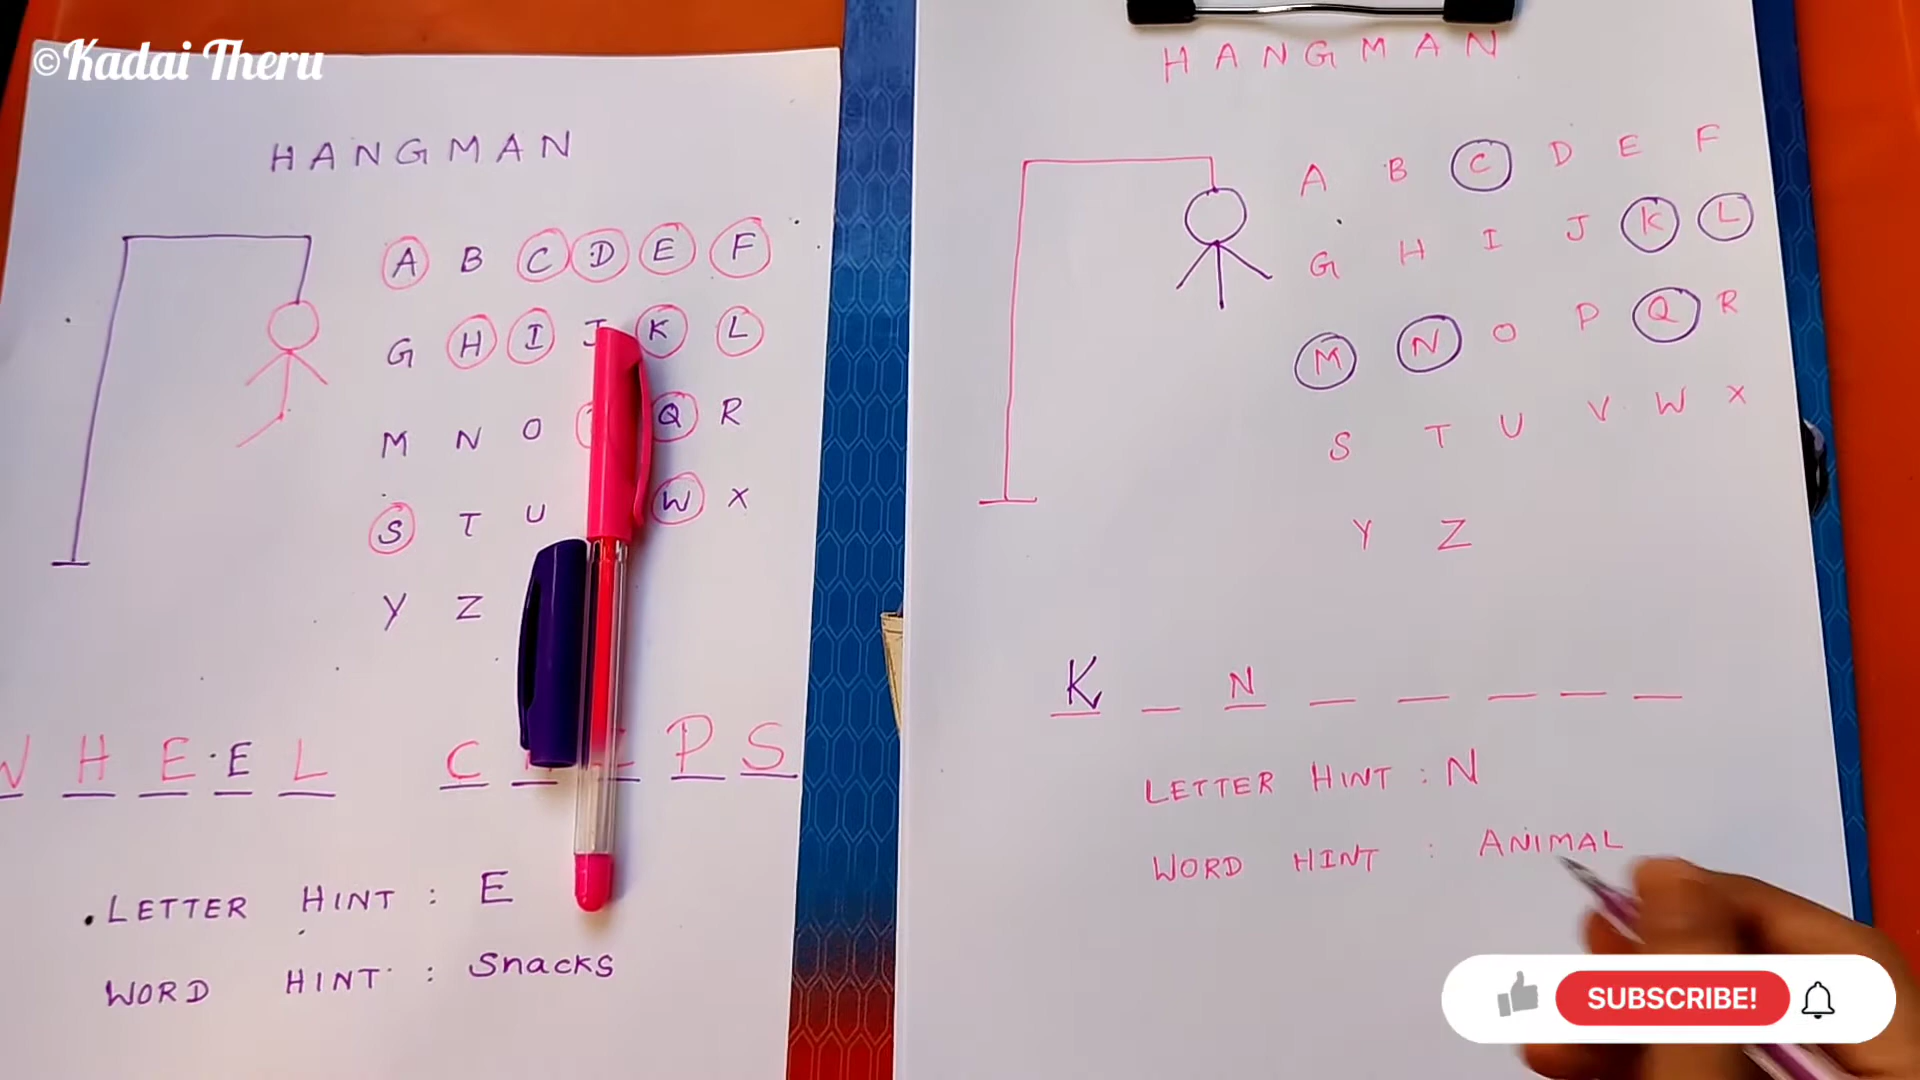 ©Kadai Theru
HANGMAN
A B C D E F
G H I J K L
M N O Q R
S T U W X
Y Z
W H E E L C P S
LETTER HINT : E
WORD HINT : Snacks
HANGMAN
A B C D E F
G H I J K L
M N O P Q R
S T U V W X
Y Z
K _ N _ _ _ _ _
LETTER HINT : N
WORD HINT : ANIMAL
SUBSCRIBE!